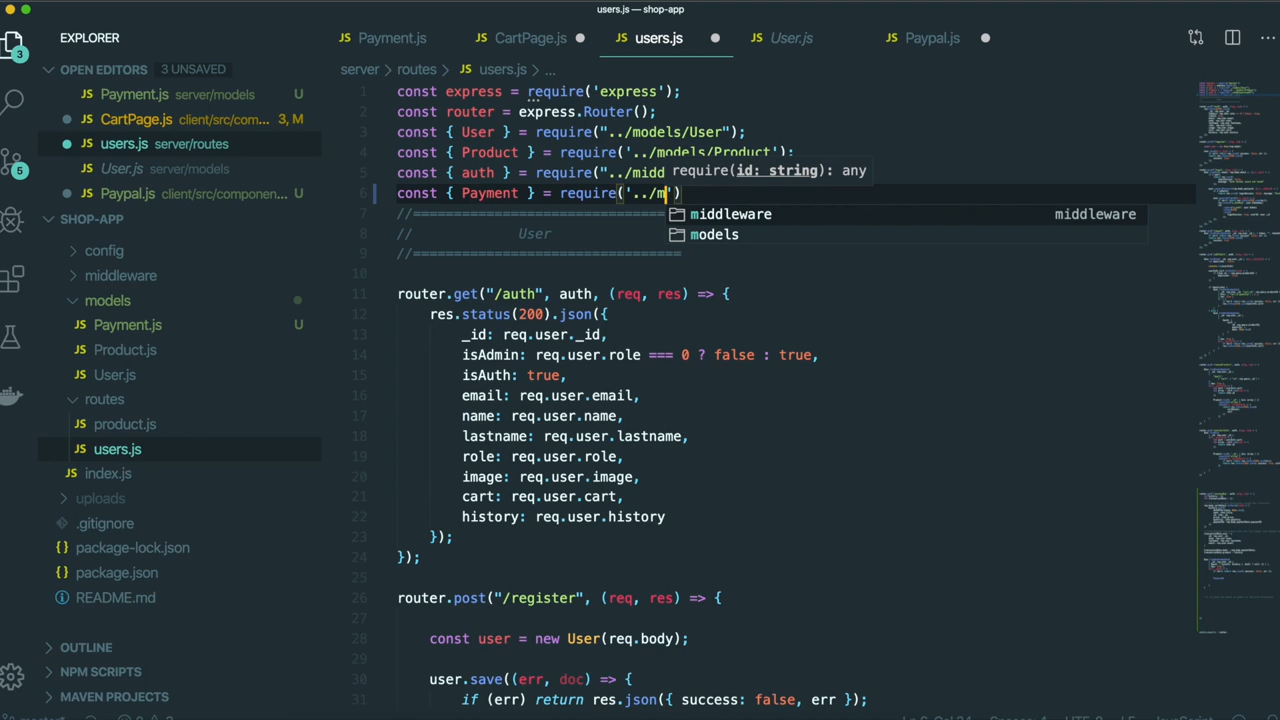 users.js — shop-app
EXPLORER
OPEN EDITORS 3 UNSAVED
Payment.js server/models U
CartPage.js client/src/com... 3, M
users.js server/routes
User.js server/models
Paypal.js client/src/componen...
SHOP-APP
config
middleware
models
Payment.js U
Product.js
User.js
routes
product.js
users.js
index.js
uploads
.gitignore
package-lock.json
package.json
README.md
OUTLINE
NPM SCRIPTS
MAVEN PROJECTS
3
5
JS Payment.js JS CartPage.js JS users.js JS User.js JS Paypal.js
server > routes > JS users.js > ...
1 const express = require('express');
2 const router = express.Router();
3 const { User } = require("../models/User");
4 const { Product } = require('../models/Product');
5 const { auth } = require("../midd
require(id: string): any
6 const { Payment } = require('../m')
middleware middleware
models
7 //=================================
8 // User
9 //=================================
10
11 router.get("/auth", auth, (req, res) => {
12 res.status(200).json({
13 _id: req.user._id,
14 isAdmin: req.user.role === 0 ? false : true,
15 isAuth: true,
16 email: req.user.email,
17 name: req.user.name,
18 lastname: req.user.lastname,
19 role: req.user.role,
20 image: req.user.image,
21 cart: req.user.cart,
22 history: req.user.history
23 });
24 });
25
26 router.post("/register", (req, res) => {
27
28 const user = new User(req.body);
29
30 user.save((err, doc) => {
31 if (err) return res.json({ success: false, err });